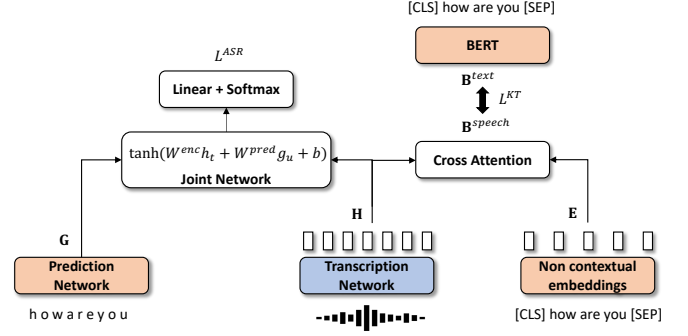 [CLS] how are you [SEP]
BERT
B^{text}
L^{KT}
B^{speech}
L^{ASR}
Linear + Softmax
tanh(W^{enc}h_t + W^{pred}g_u + b)
Joint Network
Cross Attention
G
H
E
Prediction
Network
Transcription
Network
Non contextual
embeddings
h o w a r e y o u
[CLS] how are you [SEP]